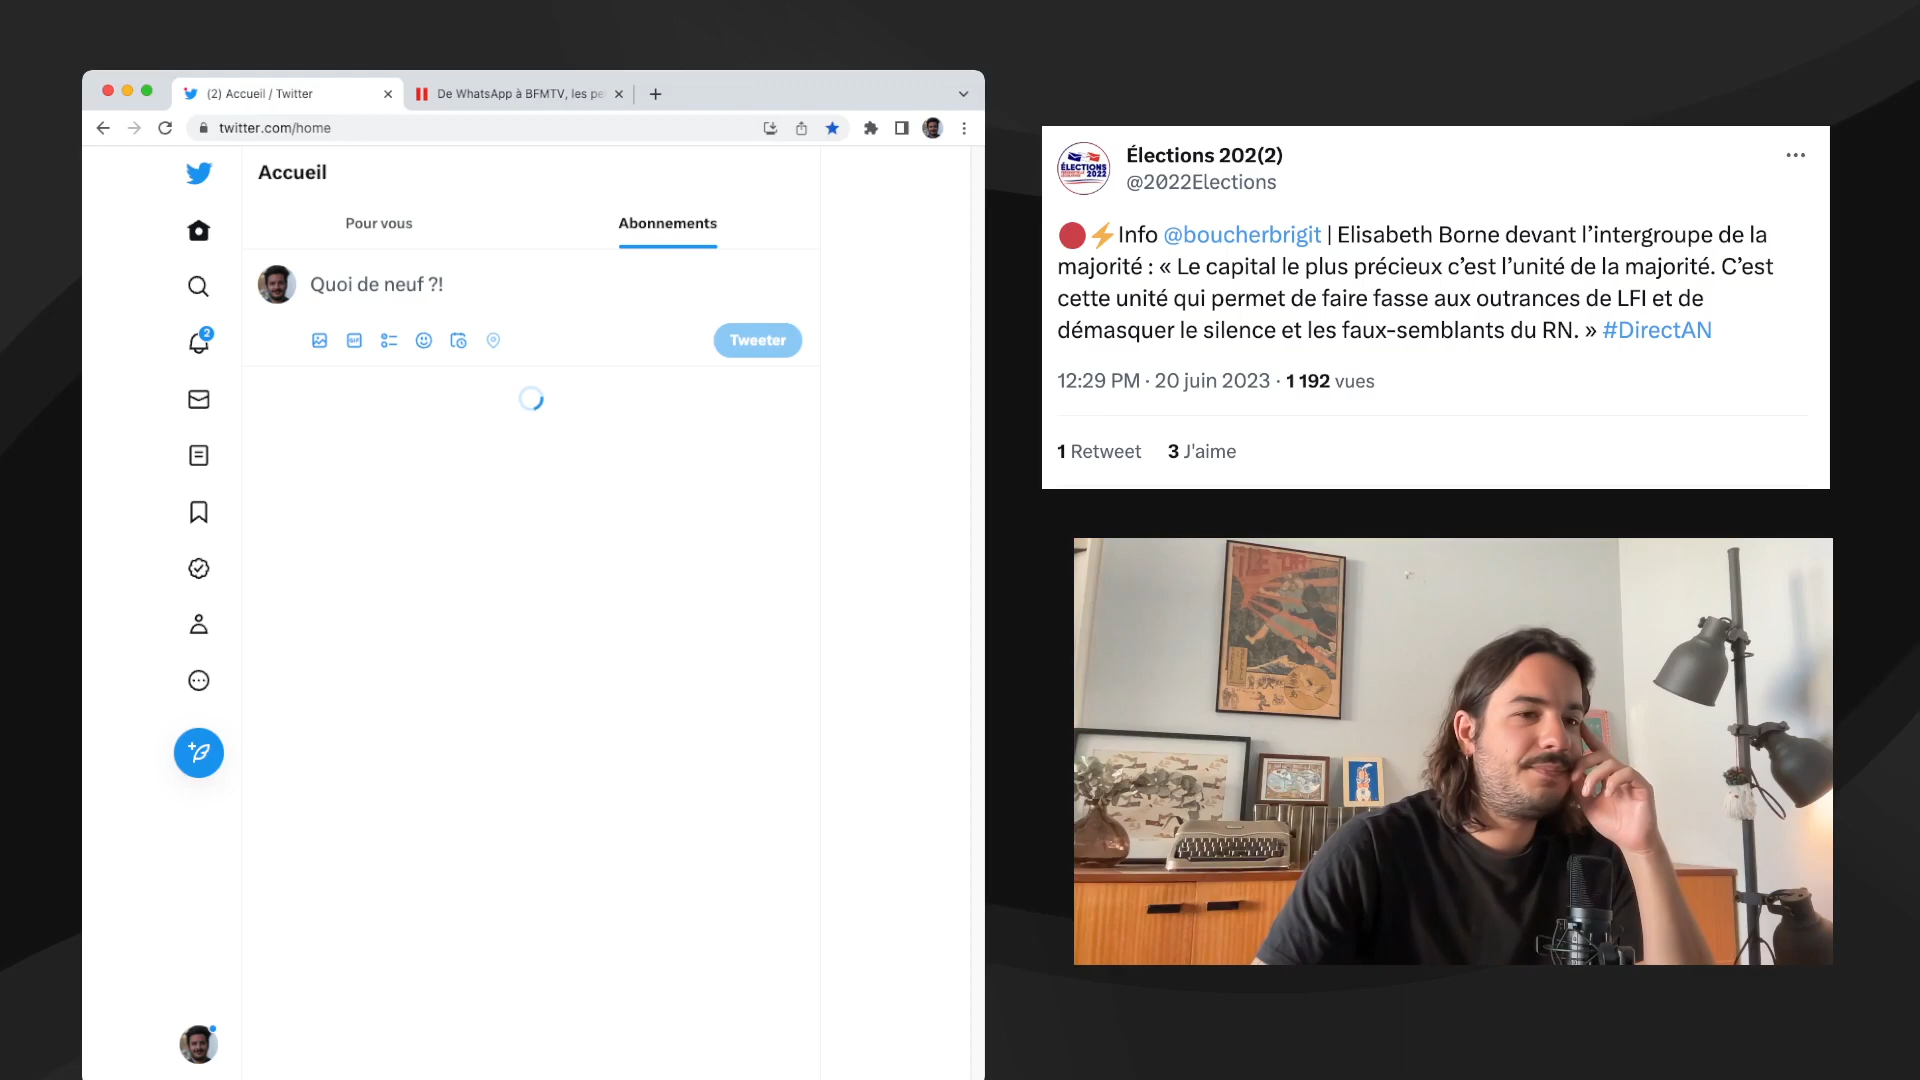 (2) Accueil / Twitter
De WhatsApp à BFMTV, les pe
twitter.com/home
Accueil
Pour vous
Abonnements
Quoi de neuf ?!
GIF
Tweeter
2
ÉLECTIONS
2022
Élections 202(2)
@2022Elections
Info @boucherbrigit | Elisabeth Borne devant l’intergroupe de la
majorité : « Le capital le plus précieux c’est l’unité de la majorité. C’est
cette unité qui permet de faire fasse aux outrances de LFI et de
démasquer le silence et les faux-semblants du RN. » #DirectAN
12:29 PM · 20 juin 2023 · 1 192 vues
1 Retweet 3 J'aime